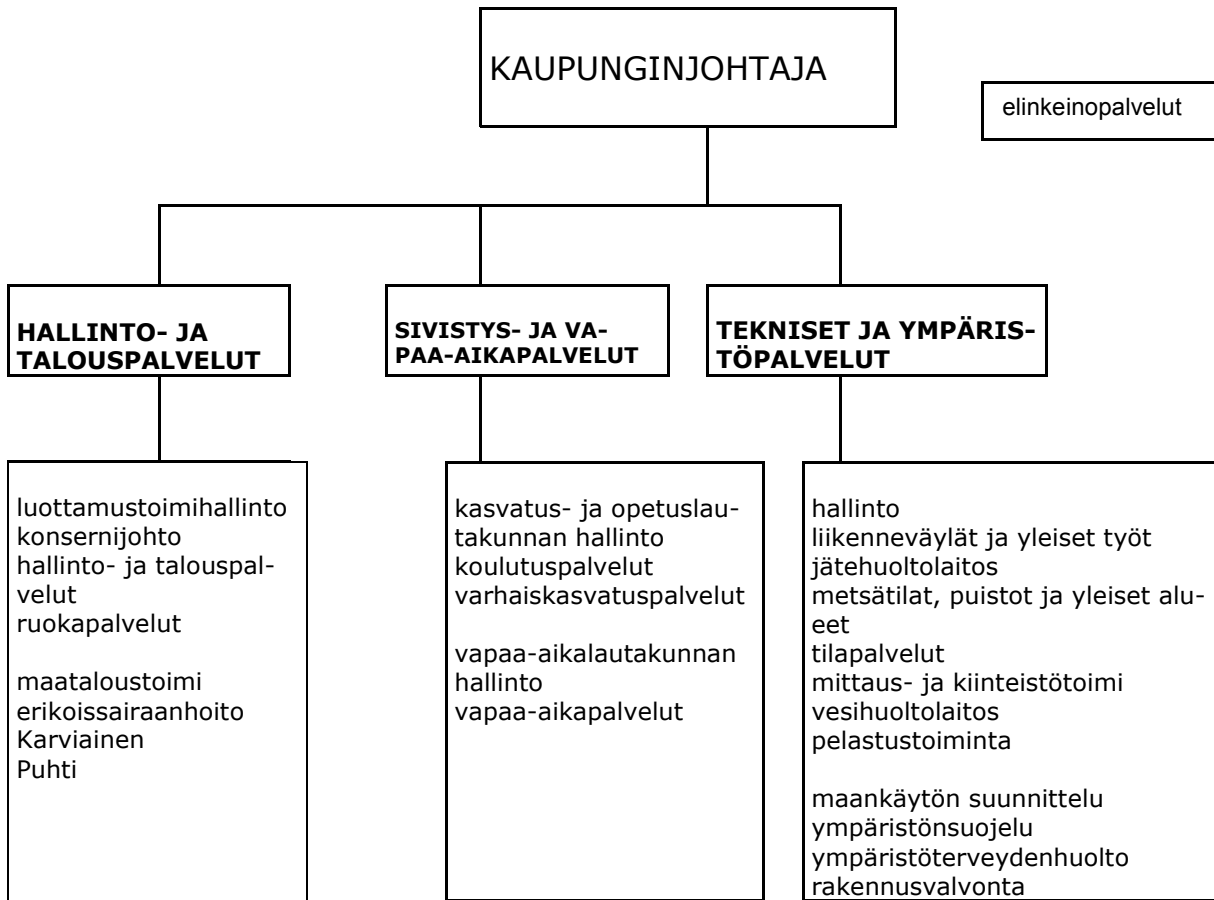 KAUPUNGINJOHTAJA
elinkeinopalvelut
HALLINTO- JA
TALOUSPALVELUT
SIVISTYS- JA VA-
PAA-AIKAPALVELUT
TEKNISET JA YMPÄRIS-
TÖPALVELUT
luottamustoimihallinto
konsernijohto
hallinto- ja talouspal-
velut
ruokapalvelut
maataloustoimi
erikoissairaanhoito
Karviainen
Puhti
kasvatus- ja opetuslau-
takunnan hallinto
koulutuspalvelut
varhaiskasvatuspalvelut
vapaa-aikalautakunnan
hallinto
vapaa-aikapalvelut
hallinto
liikenneväylät ja yleiset työt
jätehuoltolaitos
metsätilat, puistot ja yleiset alu-
eet
tilapalvelut
mittaus- ja kiinteistötoimi
vesihuoltolaitos
pelastustoiminta
maankäytön suunnittelu
ympäristönsuojelu
ympäristöterveydenhuolto
rakennusvalvonta